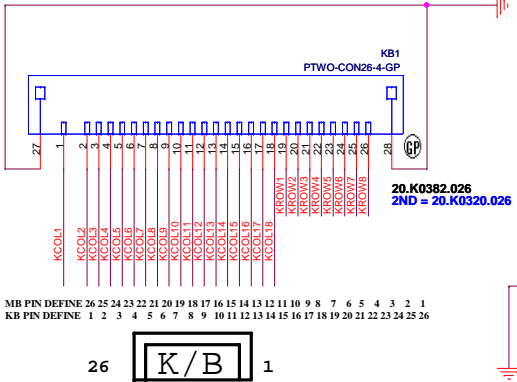 KB1
PTWO-CON26-4-GP
27 1 2 3 4 5 6 7 8 9 10 11 12 13 14 15 16 17 18 19 20 21 22 23 24 25 26 28
GP
KCOL1 KCOL2 KCOL3 KCOL4 KCOL5 KCOL6 KCOL7 KCOL8 KCOL9 KCOL10 KCOL11 KCOL12 KCOL13 KCOL14 KCOL15 KCOL16 KCOL17 KCOL18 KROW1 KROW2 KROW3 KROW4 KROW5 KROW6 KROW7 KROW8
20.K0382.026
2ND = 20.K0320.026
MB PIN DEFINE 26 25 24 23 22 21 20 19 18 17 16 15 14 13 12 11 10 9 8 7 6 5 4 3 2 1
KB PIN DEFINE 1 2 3 4 5 6 7 8 9 10 11 12 13 14 15 16 17 18 19 20 21 22 23 24 25 26
26 K/B 1